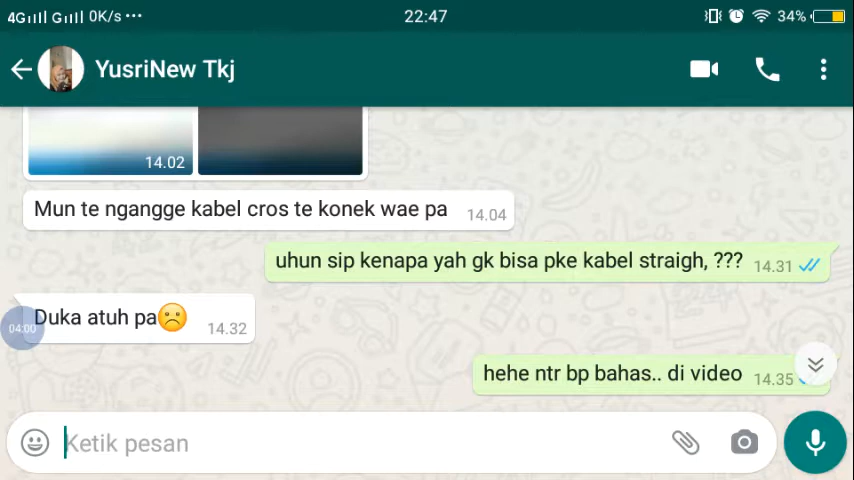 4G G 0K/s ••• 22:47 34%
YusriNew Tkj
14.02
Mun te ngangge kabel cros te konek wae pa 14.04
uhun sip kenapa yah gk bisa pke kabel straigh, ??? 14.31
Duka atuh pa☹️ 14.32
04:00
hehe ntr bp bahas.. di video 14.35
Ketik pesan